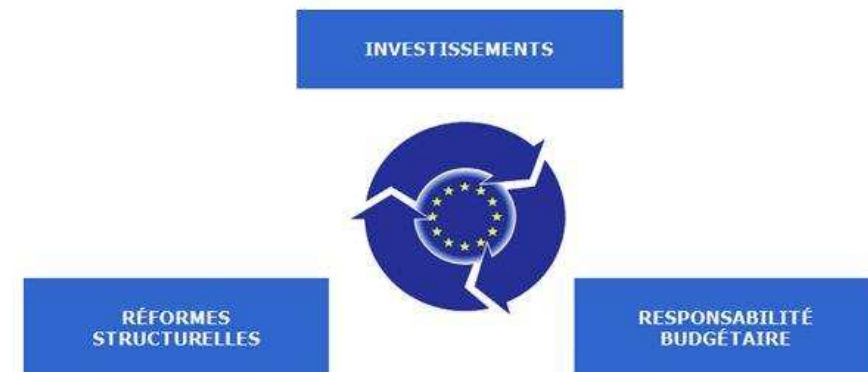 INVESTISSEMENTS
RÉFORMES
STRUCTURELLES
RESPONSABILITÉ
BUDGÉTAIRE